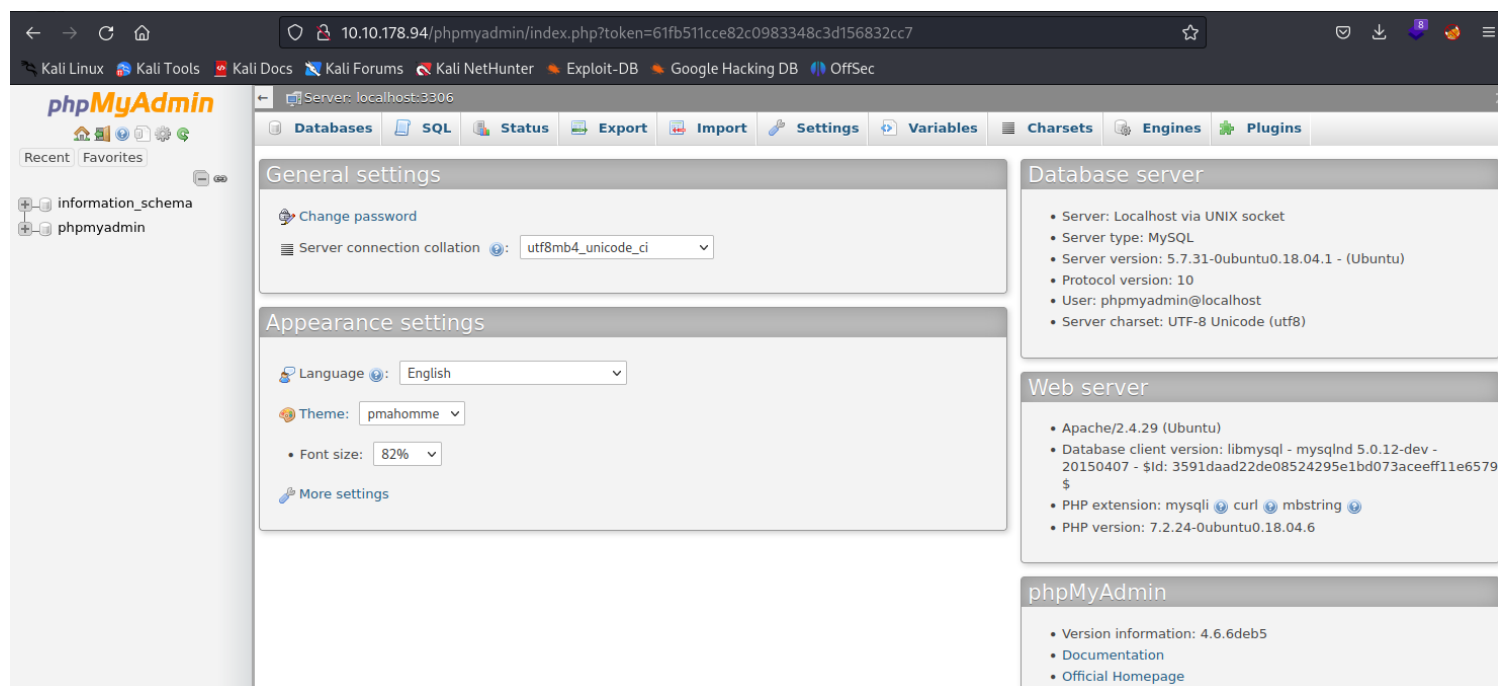 10.10.178.94/phpmyadmin/index.php?token=61fb511cce82c0983348c3d156832cc7
8
Kali Linux Kali Tools Kali Docs Kali Forums Kali NetHunter Exploit-DB Google Hacking DB OffSec
phpMyAdmin
Recent Favorites
information_schema
phpmyadmin
Server: localhost:3306
Databases SQL Status Export Import Settings Variables Charsets Engines Plugins
General settings
Change password
Server connection collation : utf8mb4_unicode_ci
Appearance settings
Language : English
Theme: pmahomme
• Font size: 82%
More settings
Database server
• Server: Localhost via UNIX socket
• Server type: MySQL
• Server version: 5.7.31-0ubuntu0.18.04.1 - (Ubuntu)
• Protocol version: 10
• User: phpmyadmin@localhost
• Server charset: UTF-8 Unicode (utf8)
Web server
• Apache/2.4.29 (Ubuntu)
• Database client version: libmysql - mysqlnd 5.0.12-dev -
20150407 - $Id: 3591daad22de08524295e1bd073aceeff11e6579
$
• PHP extension: mysqli curl mbstring
• PHP version: 7.2.24-0ubuntu0.18.04.6
phpMyAdmin
• Version information: 4.6.6deb5
• Documentation
• Official Homepage